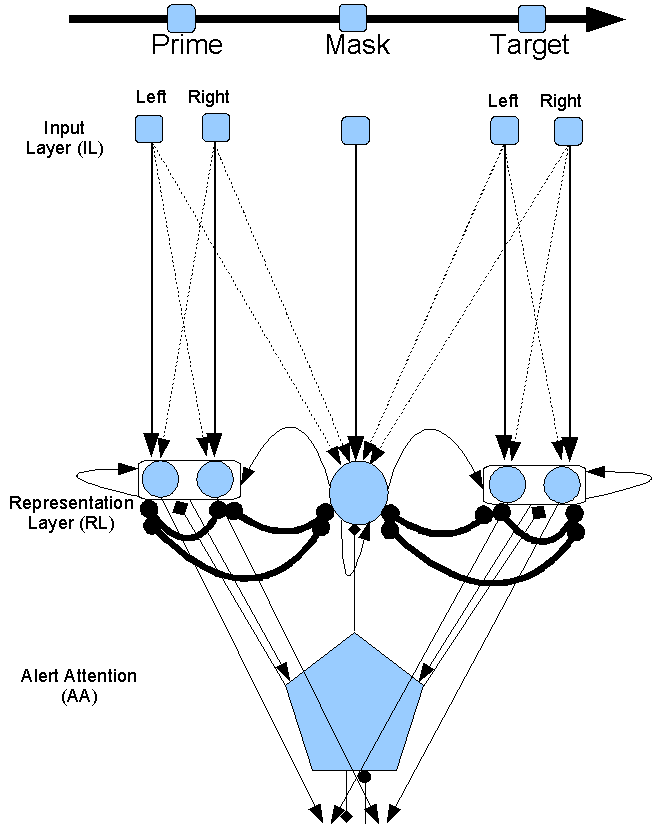 Prime Mask Target
Left Right
Left Right
Input
Layer (IL)
Representation
Layer (RL)
Alert Attention
(AA)